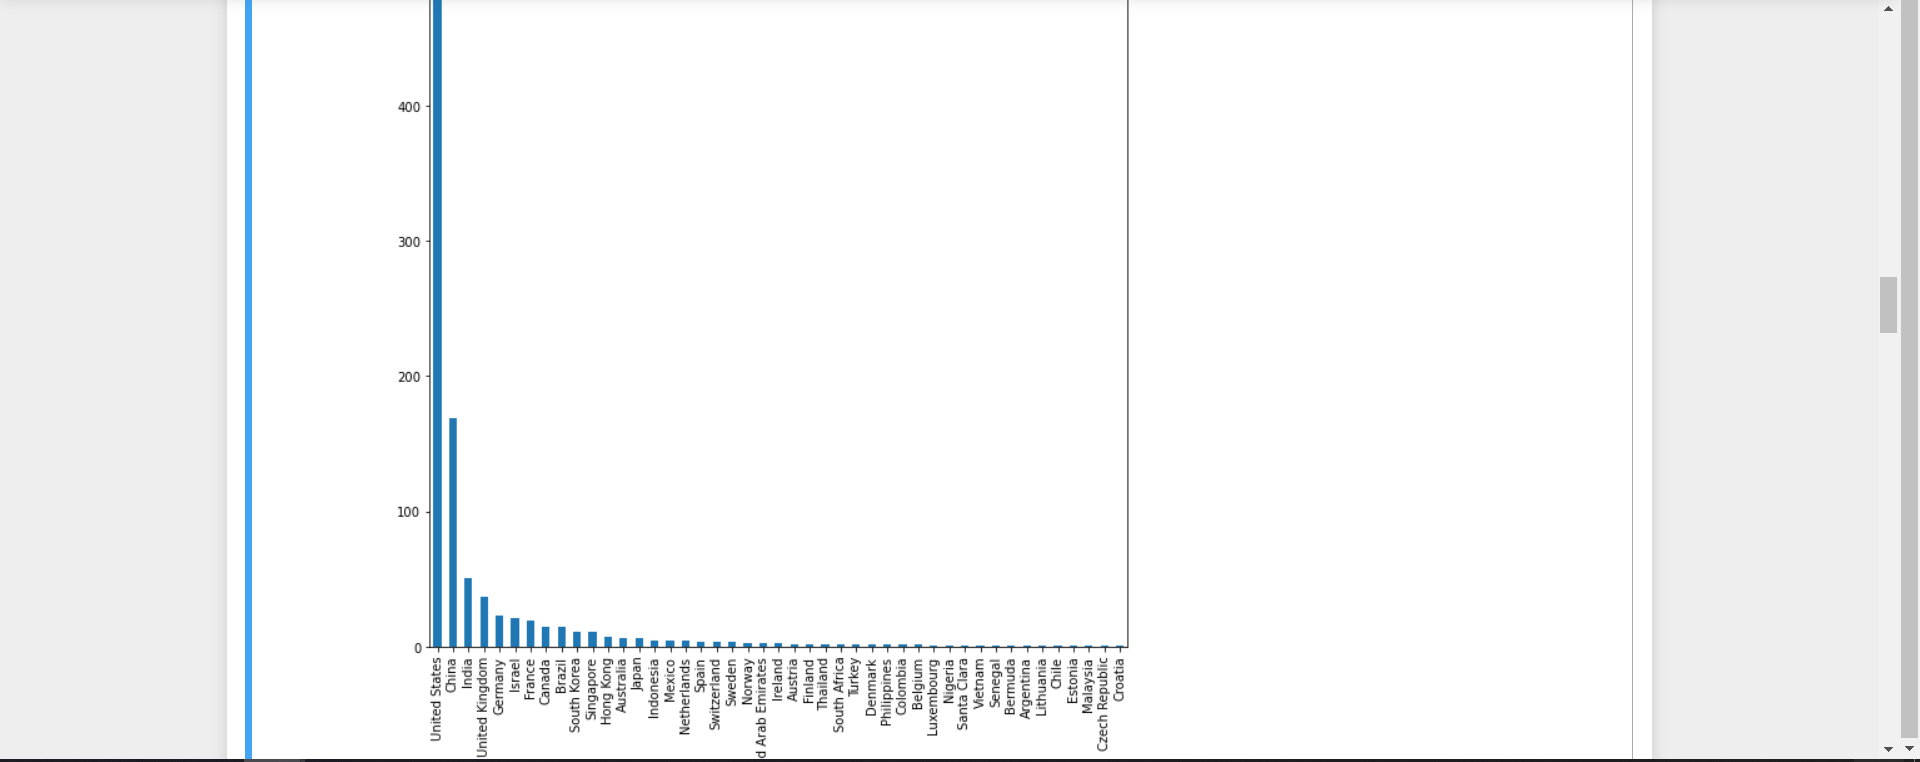 400
300
200
100
0
United States
China
India
United Kingdom
Germany
Israel
France
Canada
Brazil
South Korea
Singapore
Hong Kong
Australia
Japan
Indonesia
Mexico
Netherlands
Spain
Switzerland
Sweden
Norway
d Arab Emirates
Ireland
Austria
Finland
Thailand
South Africa
Turkey
Denmark
Philippines
Colombia
Belgium
Luxembourg
Nigeria
Santa Clara
Vietnam
Senegal
Bermuda
Argentina
Lithuania
Chile
Estonia
Malaysia
Czech Republic
Croatia